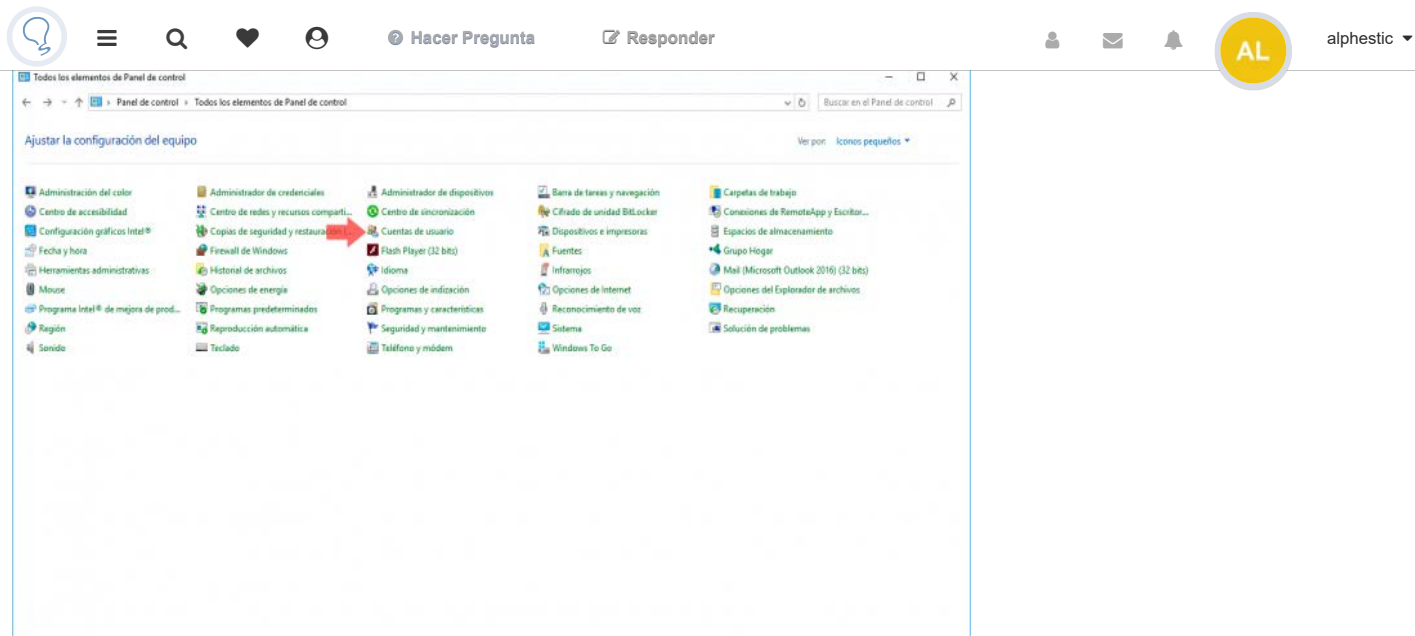 Hacer Pregunta Responder alphestic
AL
Todos los elementos de Panel de control
Panel de control Todos los elementos de Panel de control Buscar en el Panel de control
Ajustar la configuración del equipo Ver por: Iconos pequeños
Administración del color Administrador de credenciales Administrador de dispositivos Barra de tareas y navegación Carpetas de trabajo
Centro de accesibilidad Centro de redes y recursos comparti... Centro de sincronización Cifrado de unidad BitLocker Conexiones de RemoteApp y Escritor...
Configuración gráficos Intel® Copias de seguridad y restauración (... Cuentas de usuario Dispositivos e impresoras Espacios de almacenamiento
Fecha y hora Firewall de Windows Flash Player (32 bits) Fuentes Grupo Hogar
Herramientas administrativas Historial de archivos Idioma Infrarrojos Mail (Microsoft Outlook 2016) (32 bits)
Mouse Opciones de energía Opciones de indización Opciones de Internet Opciones del Explorador de archivos
Programa Intel® de mejora de prod... Programas predeterminados Programas y características Reconocimiento de voz Recuperación
Región Reproducción automática Seguridad y mantenimiento Sistema Solución de problemas
Sonido Teclado Teléfono y módem Windows To Go